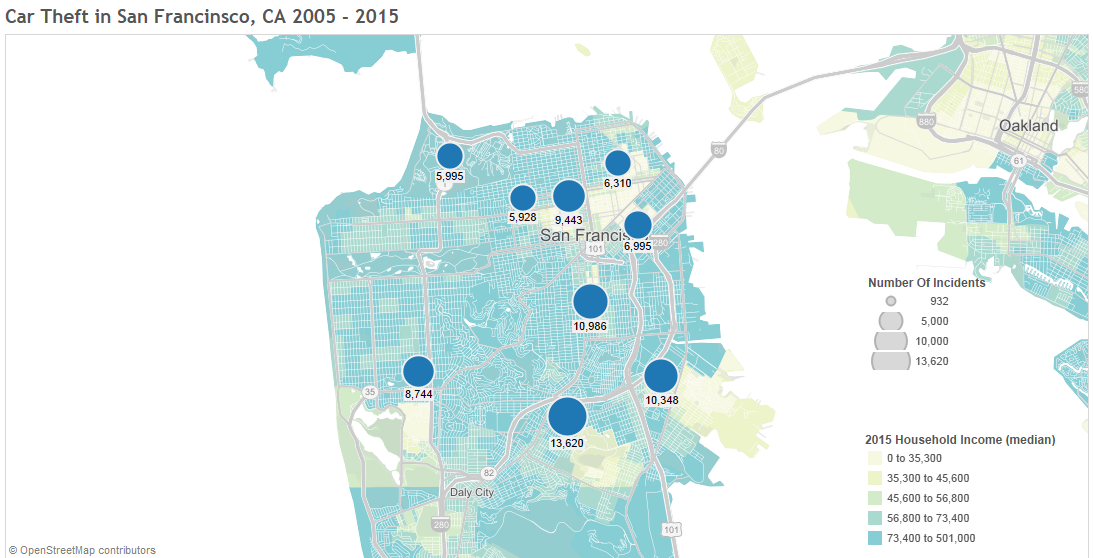 Car Theft in San Francinsco, CA 2005 - 2015
880
580
Oakland
61
80
5,995
6,310
5,928
9,443
San Francis
6,995
280
101
10,986
Number Of Incidents
932
5,000
10,000
13,620
8,744
35
10,348
13,620
82
Daly City
280
101
2015 Household Income (median)
0 to 35,300
35,300 to 45,600
45,600 to 56,800
56,800 to 73,400
73,400 to 501,000
© OpenStreetMap contributors